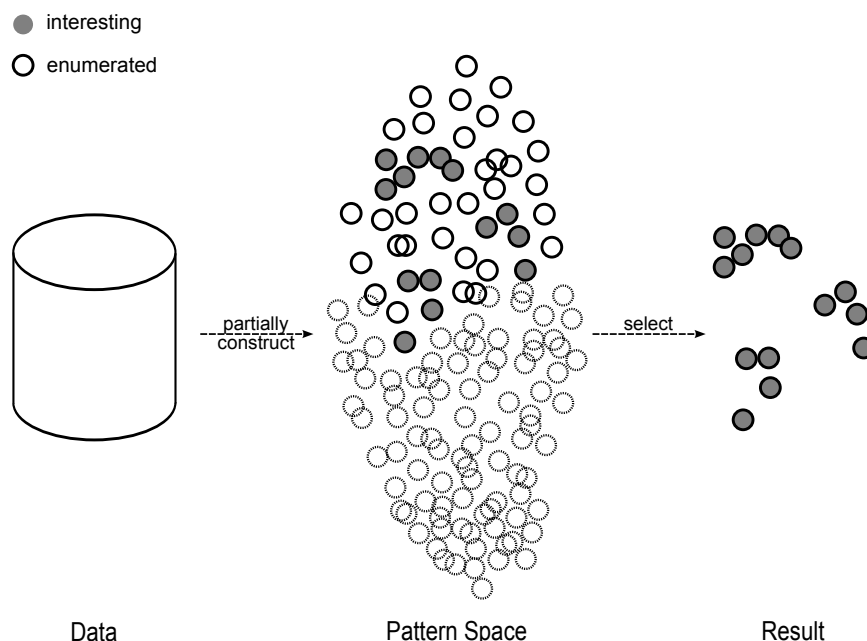 interesting
enumerated
partially
construct
select
Data
Pattern Space
Result